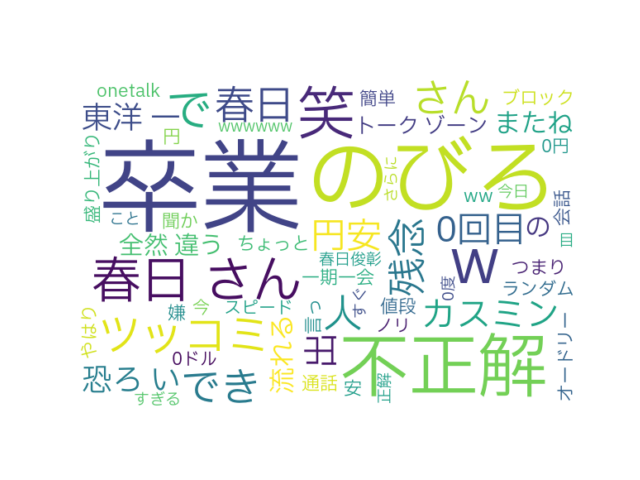 onetalk
東洋 一
で
春日
wwwwww
笑
簡単
さん
ブロック
トーク ゾーン
またね
0円
円
盛り上がり
卒業
のびろ
さらに
ww
今日
会話
こと
聞か
全然 違う
ちょっと
円安
残念
0回目
の
目
春日 さん
春日俊彰
一期一会
w
つまり
ランダム
0度
やはり
嫌
今
スピード
言っ
人
すぐ
値段
ノリ
カスミン
オードリー
ツッコミ
流れる
出
不正解
0ドル
恐ろ い
でき
通話
安
正解
すぎる